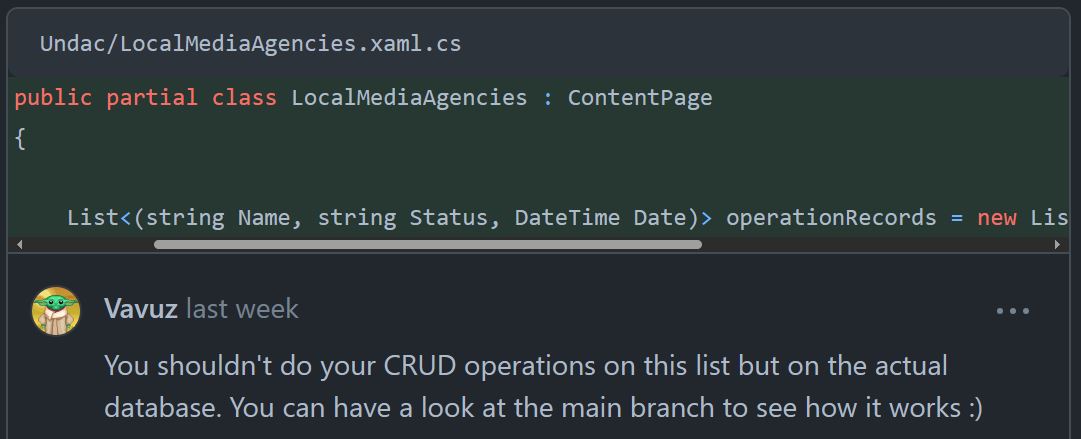 Undac/LocalMediaAgencies.xaml.cs
public partial class LocalMediaAgencies : ContentPage
{
List<(string Name, string Status, DateTime Date)> operationRecords = new Lis
Vavuz last week
You shouldn't do your CRUD operations on this list but on the actual
database. You can have a look at the main branch to see how it works :)